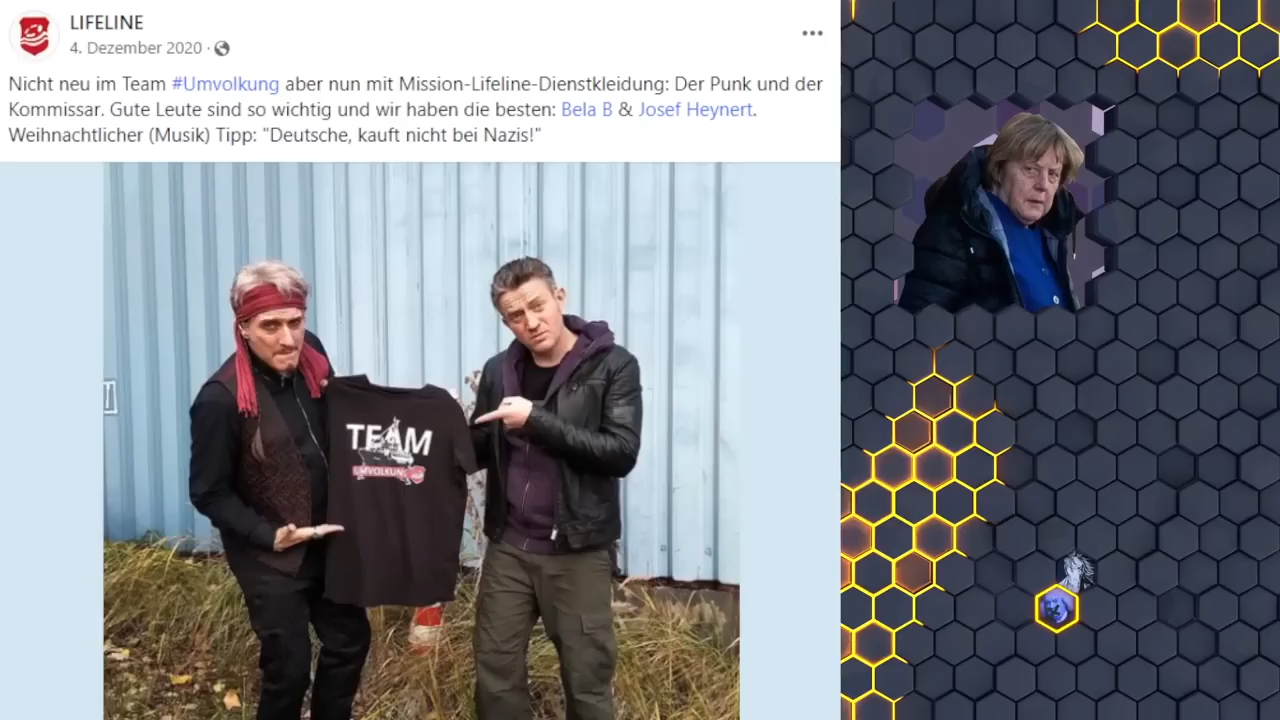 LIFELINE
4. Dezember 2020 ·
Nicht neu im Team #Umvolkung aber nun mit Mission-Lifeline-Dienstkleidung: Der Punk und der
Kommissar. Gute Leute sind so wichtig und wir haben die besten: Bela B & Josef Heynert.
Weihnachtlicher (Musik) Tipp: "Deutsche, kauft nicht bei Nazis!"
TEAM
UMVOLKUNG